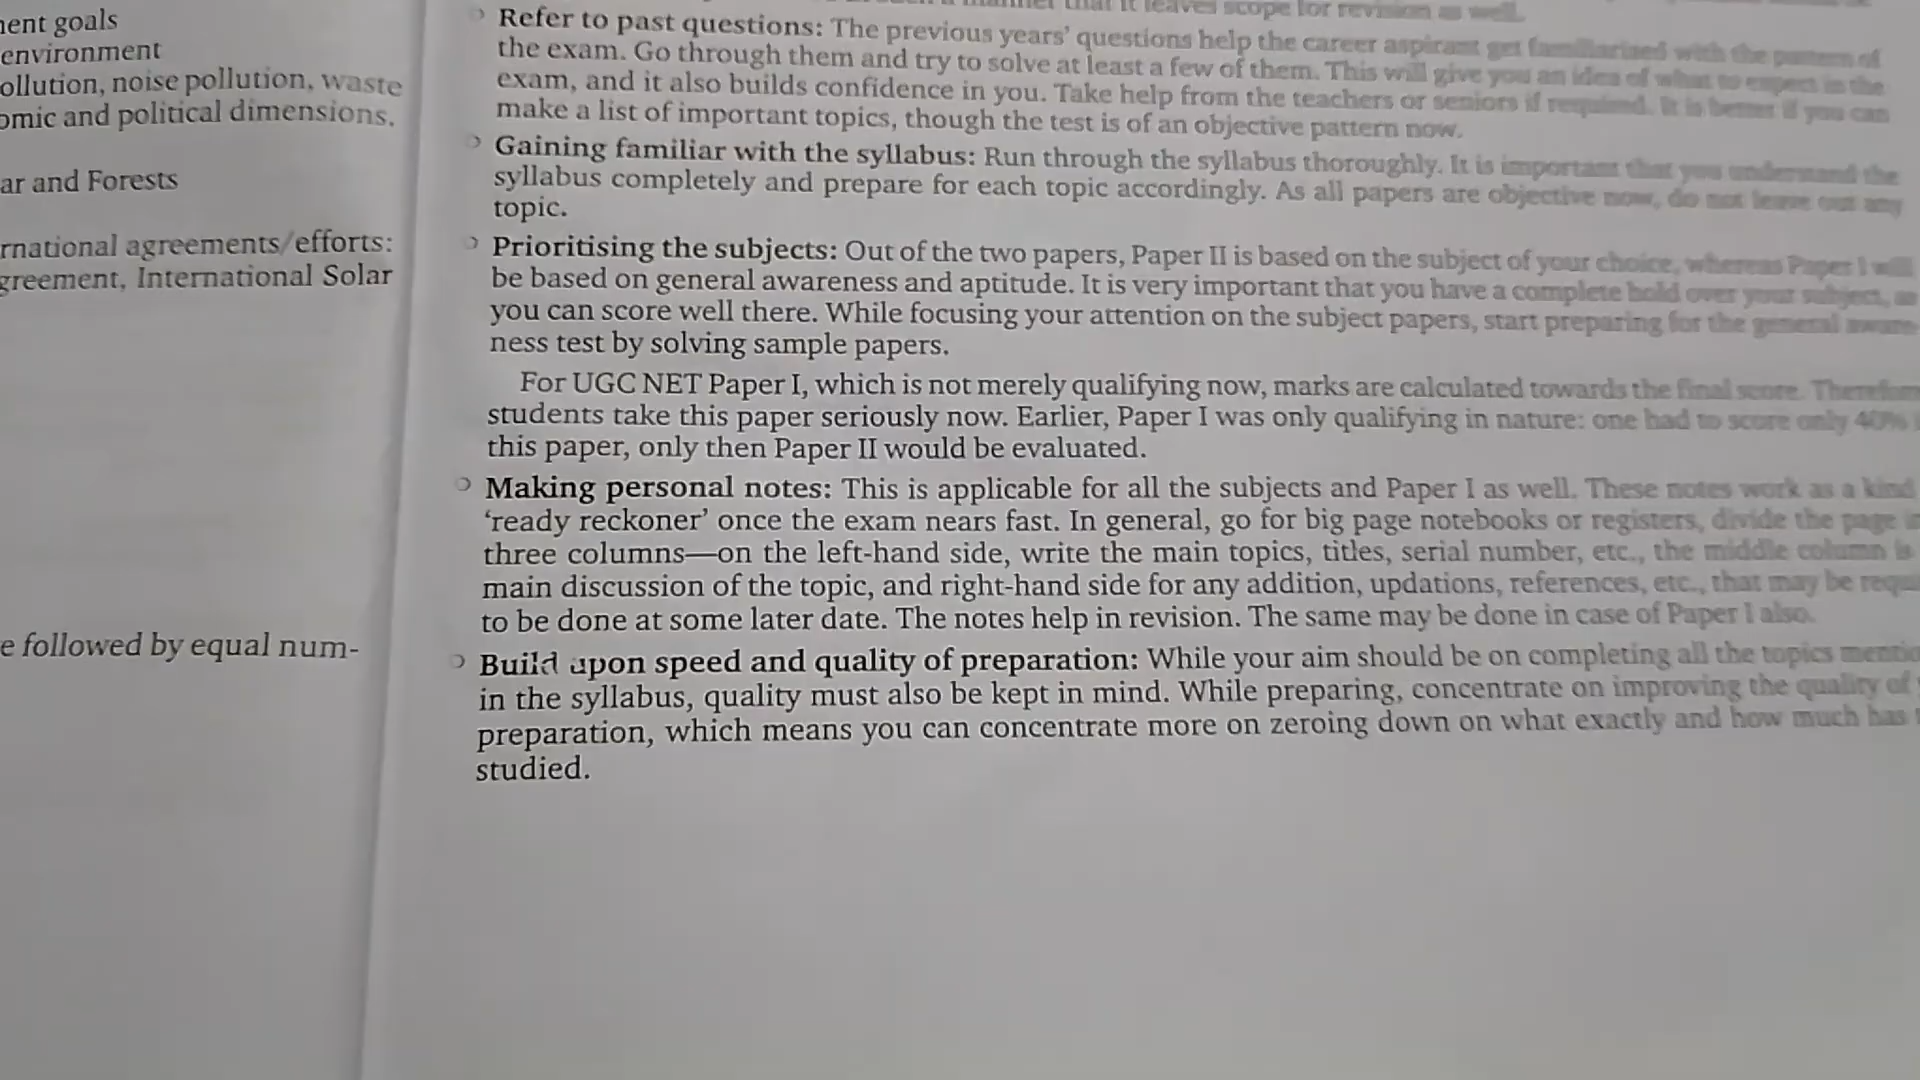 ent goals
environment
ollution, noise pollution, waste
omic and political dimensions.
ar and Forests
rnational agreements/efforts:
greement, International Solar
e followed by equal num-
manner that it leaves scope for revision as well.
Refer to past questions: The previous years' questions help the career aspirant get familiarised with the pattern of
the exam. Go through them and try to solve at least a few of them. This will give you an idea of what to expect in the
exam, and it also builds confidence in you. Take help from the teachers or seniors if required. It is better if you can
make a list of important topics, though the test is of an objective pattern now.
Gaining familiar with the syllabus: Run through the syllabus thoroughly. It is important that you understand the
syllabus completely and prepare for each topic accordingly. As all papers are objective now, do not leave out any
topic.
Prioritising the subjects: Out of the two papers, Paper II is based on the subject of your choice, whereas Paper I will
be based on general awareness and aptitude. It is very important that you have a complete hold over your subject, as
you can score well there. While focusing your attention on the subject papers, start preparing for the general aware-
ness test by solving sample papers.
For UGC NET Paper I, which is not merely qualifying now, marks are calculated towards the final score. Therefore
students take this paper seriously now. Earlier, Paper I was only qualifying in nature: one had to score only 40%
this paper, only then Paper II would be evaluated.
Making personal notes: This is applicable for all the subjects and Paper I as well. These notes work as a kind
‘ready reckoner’ once the exam nears fast. In general, go for big page notebooks or registers, divide the page
three columns—on the left-hand side, write the main topics, titles, serial number, etc., the middle column is
main discussion of the topic, and right-hand side for any addition, updations, references, etc., that may be requi
to be done at some later date. The notes help in revision. The same may be done in case of Paper I also.
Build upon speed and quality of preparation: While your aim should be on completing all the topics mentio
in the syllabus, quality must also be kept in mind. While preparing, concentrate on improving the quality of
preparation, which means you can concentrate more on zeroing down on what exactly and how much has
studied.